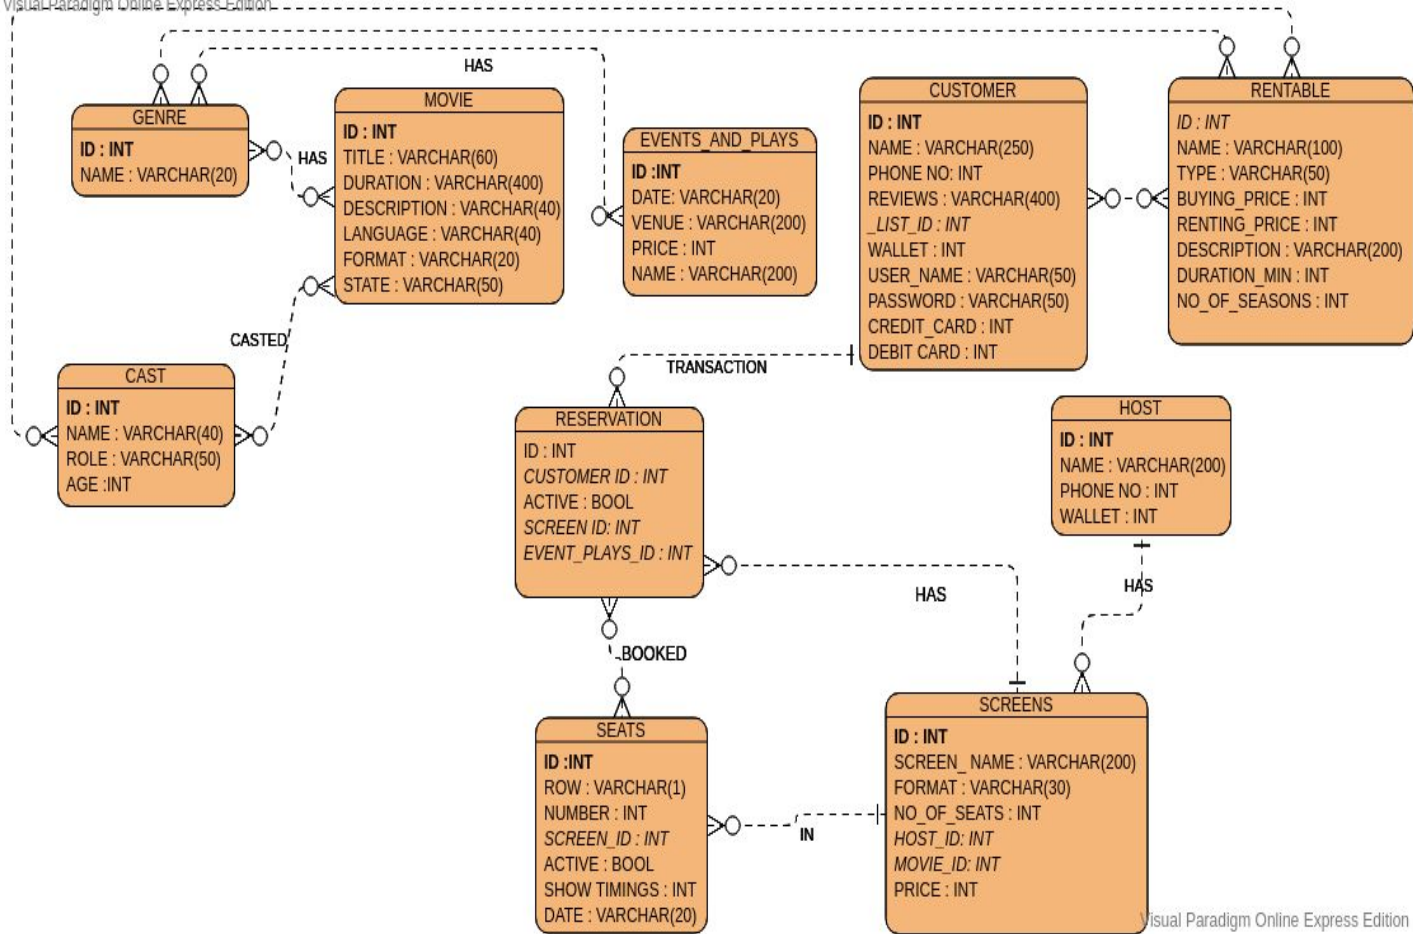 Visual Paradigm Online Express Edition
HAS
GENRE
ID : INT
NAME : VARCHAR(20)
HAS
MOVIE
ID : INT
TITLE : VARCHAR(60)
DURATION : VARCHAR(400)
DESCRIPTION : VARCHAR(40)
LANGUAGE : VARCHAR(40)
FORMAT : VARCHAR(20)
STATE : VARCHAR(50)
EVENTS_AND_PLAYS
ID :INT
DATE: VARCHAR(20)
VENUE : VARCHAR(200)
PRICE : INT
NAME : VARCHAR(200)
CUSTOMER
ID : INT
NAME : VARCHAR(250)
PHONE NO: INT
REVIEWS : VARCHAR(400)
_LIST_ID : INT
WALLET : INT
USER_NAME : VARCHAR(50)
PASSWORD : VARCHAR(50)
CREDIT_CARD : INT
DEBIT CARD : INT
RENTABLE
ID : INT
NAME : VARCHAR(100)
TYPE : VARCHAR(50)
BUYING_PRICE : INT
RENTING_PRICE : INT
DESCRIPTION : VARCHAR(200)
DURATION_MIN : INT
NO_OF_SEASONS : INT
CASTED
TRANSACTION
CAST
ID : INT
NAME : VARCHAR(40)
ROLE : VARCHAR(50)
AGE :INT
RESERVATION
ID : INT
CUSTOMER ID : INT
ACTIVE : BOOL
SCREEN ID: INT
EVENT_PLAYS_ID : INT
HOST
ID : INT
NAME : VARCHAR(200)
PHONE NO : INT
WALLET : INT
HAS
HAS
BOOKED
SEATS
ID :INT
ROW : VARCHAR(1)
NUMBER : INT
SCREEN_ID : INT
ACTIVE : BOOL
SHOW TIMINGS : INT
DATE : VARCHAR(20)
IN
SCREENS
ID : INT
SCREEN_ NAME : VARCHAR(200)
FORMAT : VARCHAR(30)
NO_OF_SEATS : INT
HOST_ID: INT
MOVIE_ID: INT
PRICE : INT
Visual Paradigm Online Express Edition